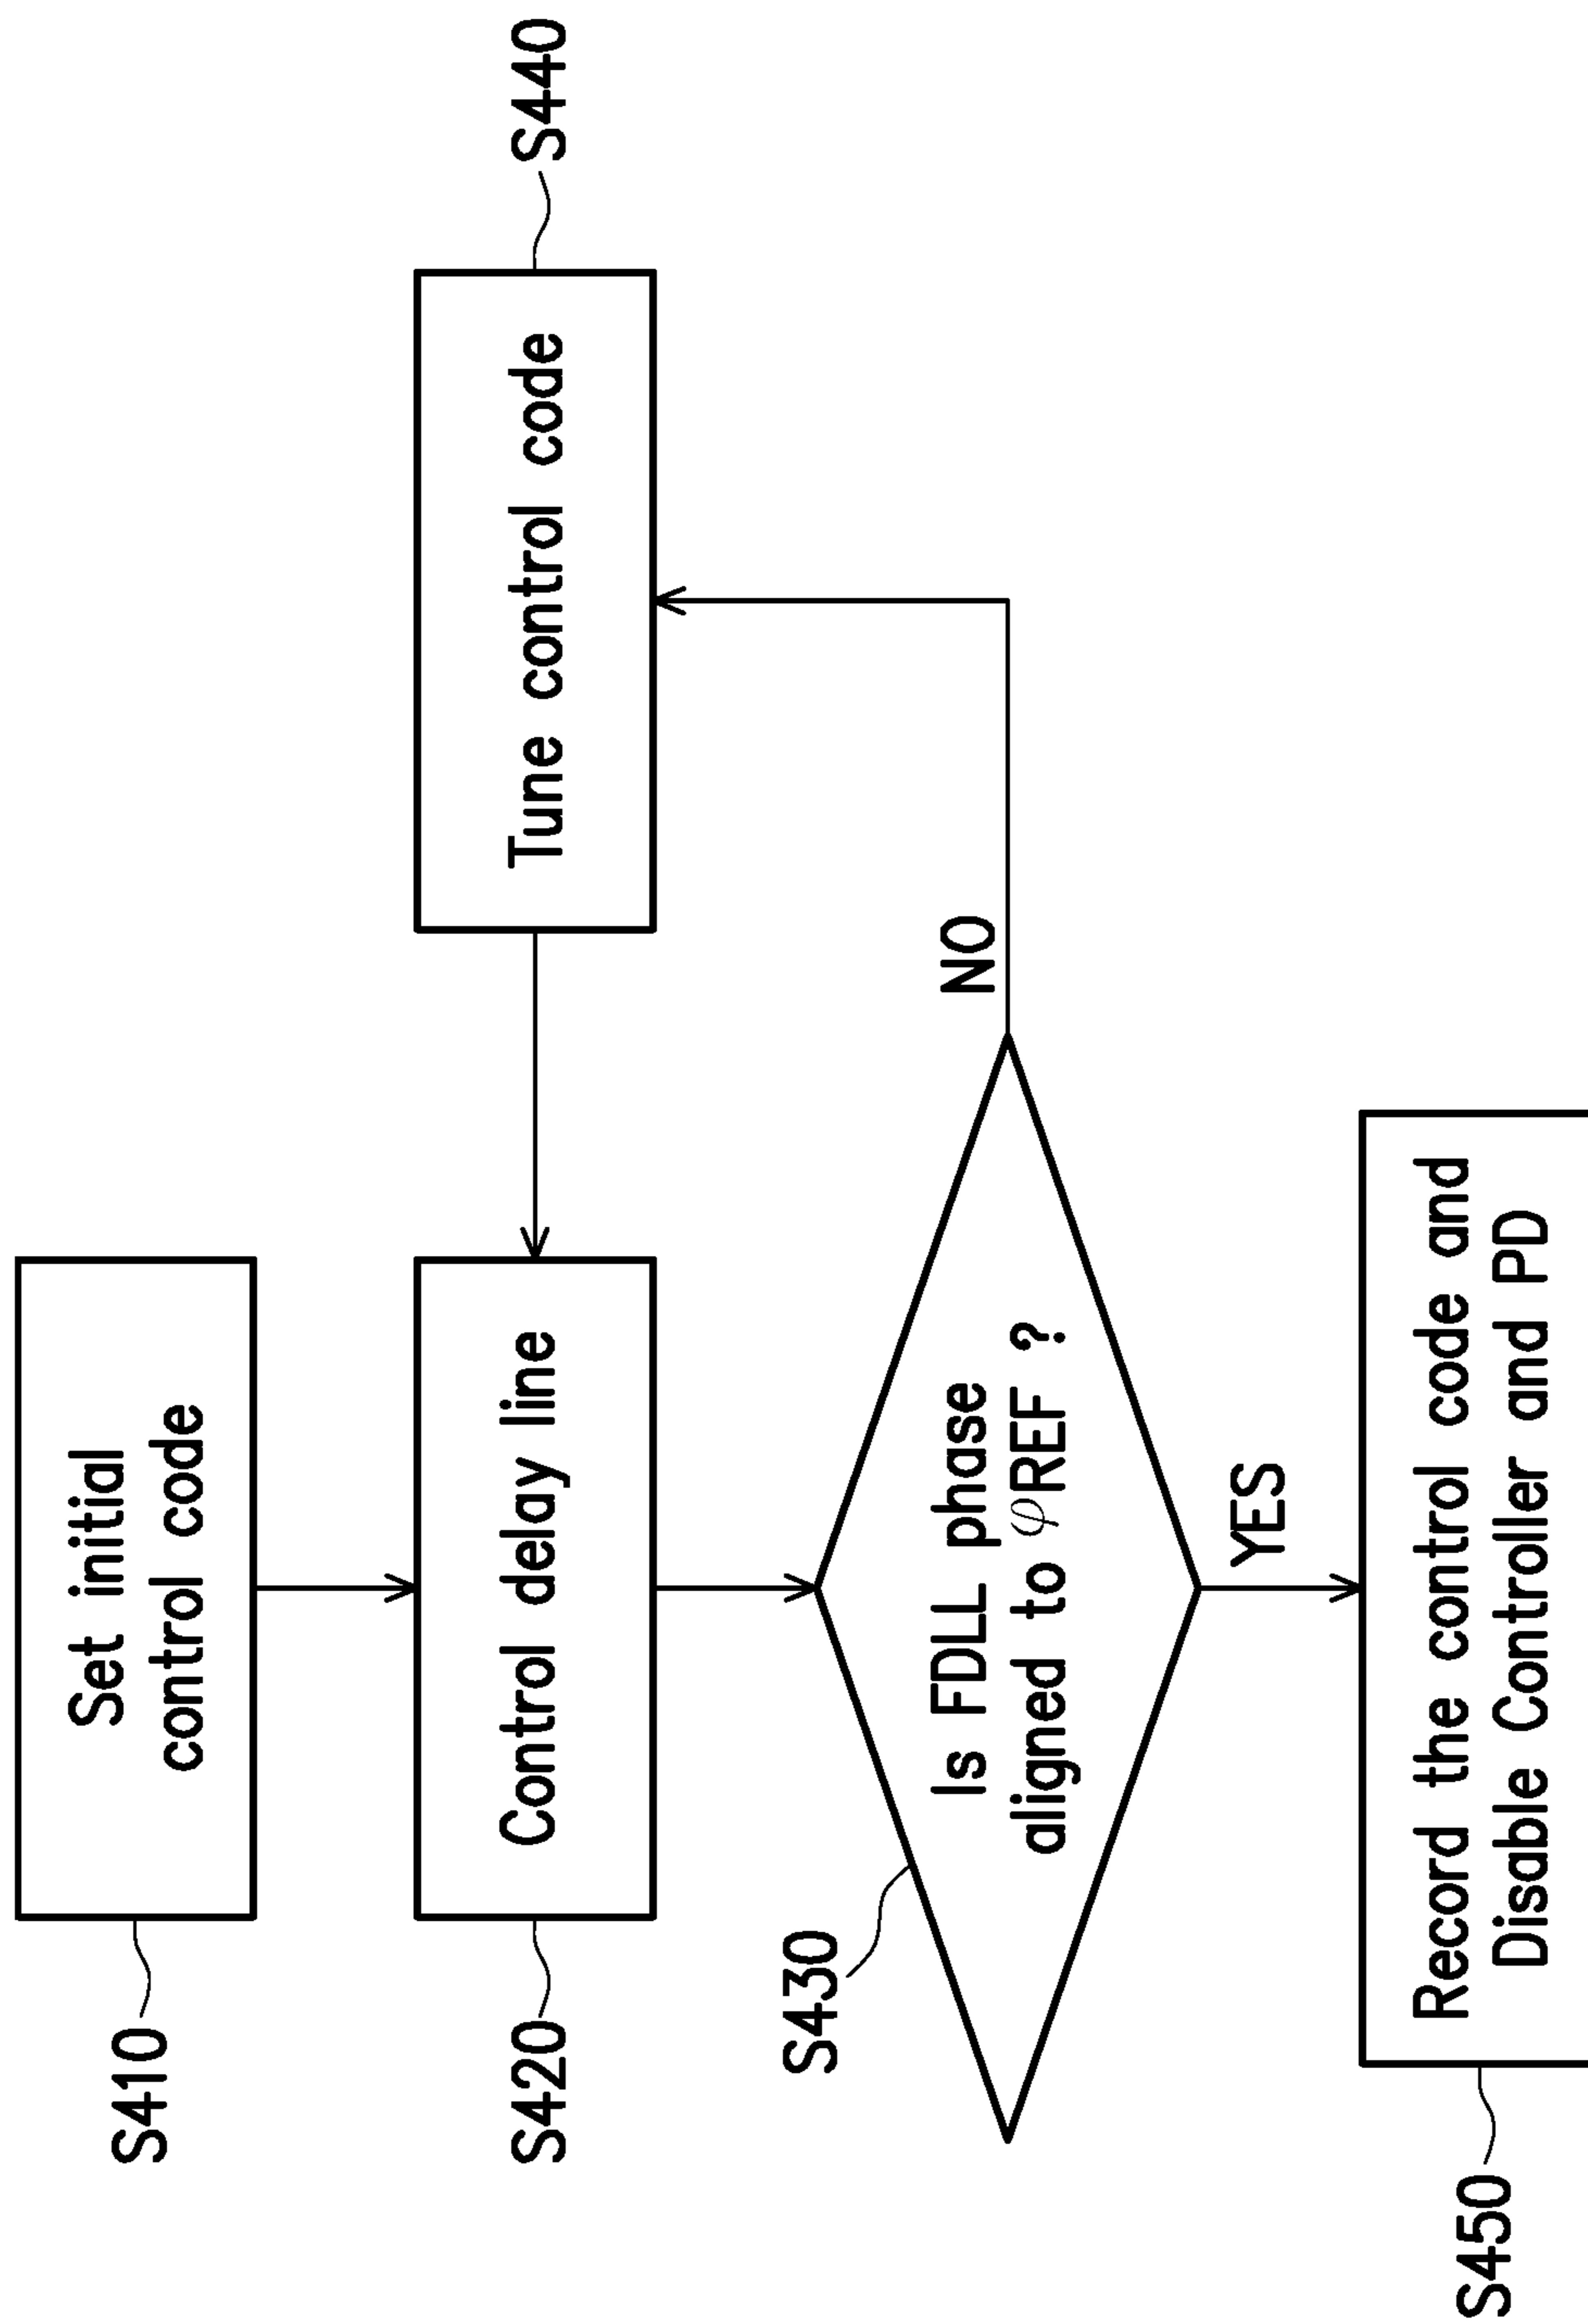 S410
Set initial
control code
S420
Control delay line
Tune control code
S440
S430
Is FDLL phase
aligned to φREF ?
NO
YES
S450
Record the control code and
Disable Controller and PD